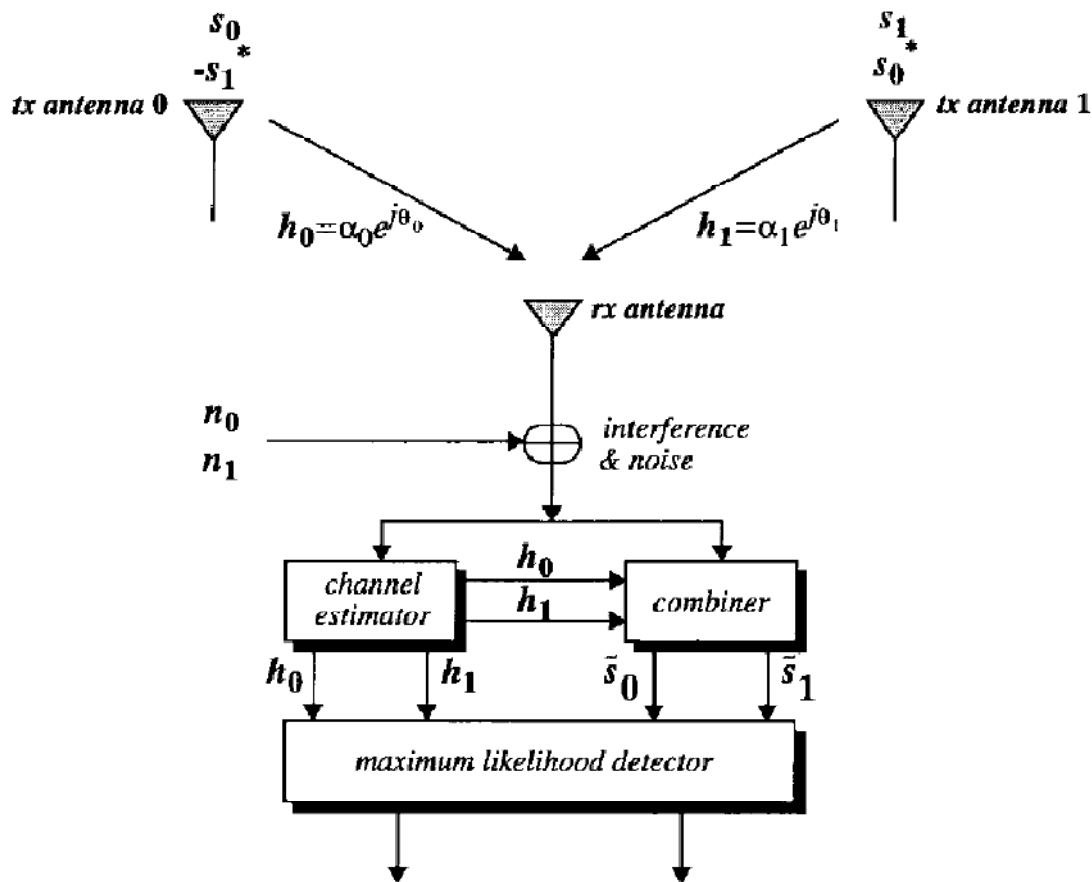 s₀
-s₁*
tx antenna 0
s₁
s₀*
tx antenna 1
h₀=α₀e^{jθ₀}
h₁=α₁e^{jθ₁}
rx antenna
n₀
n₁
interference
& noise
channel
estimator
h₀
h₁
combiner
h₀
h₁
s̃₀
s̃₁
maximum likelihood detector